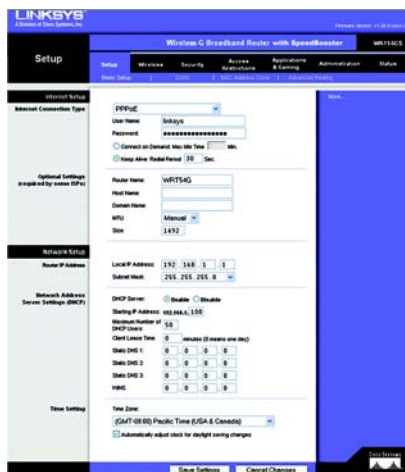 LINKSYS
A Division of Cisco Systems, Inc.
Firmware Version: v1
Wireless-G Broadband Router with SpeedBooster WRT54GS
Setup
Setup Wireless Security Access Restrictions Applications & Gaming Administration Status
Basic Setup | DDNS | MAC Address Clone | Advanced Routing
Internet Setup
Internet Connection Type
PPPoE
User Name: linksys
Password:
Connect on Demand: Max Idle Time Min.
Keep Alive: Redial Period 30 Sec.
Optional Settings
(required by some ISPs)
Router Name: WRT54G
Host Name:
Domain Name:
MTU: Manual
Size: 1492
More...
Network Setup
Router IP Address
Local IP Address: 192 . 168 . 1 . 1
Subnet Mask: 255.255.255.0
Network Address
Server Settings (DHCP)
DHCP Server: Enable Disable
Starting IP Address: 192.168.1. 100
Maximum Number of
DHCP Users: 50
Client Lease Time: 0 minutes (0 means one day)
Static DNS 1: 0 . 0 . 0 . 0
Static DNS 2: 0 . 0 . 0 . 0
Static DNS 3: 0 . 0 . 0 . 0
WINS: 0 . 0 . 0 . 0
Time Setting
Time Zone:
(GMT-08:00) Pacific Time (USA & Canada)
Automatically adjust clock for daylight saving changes
Save Settings Cancel Changes
Cisco Systems